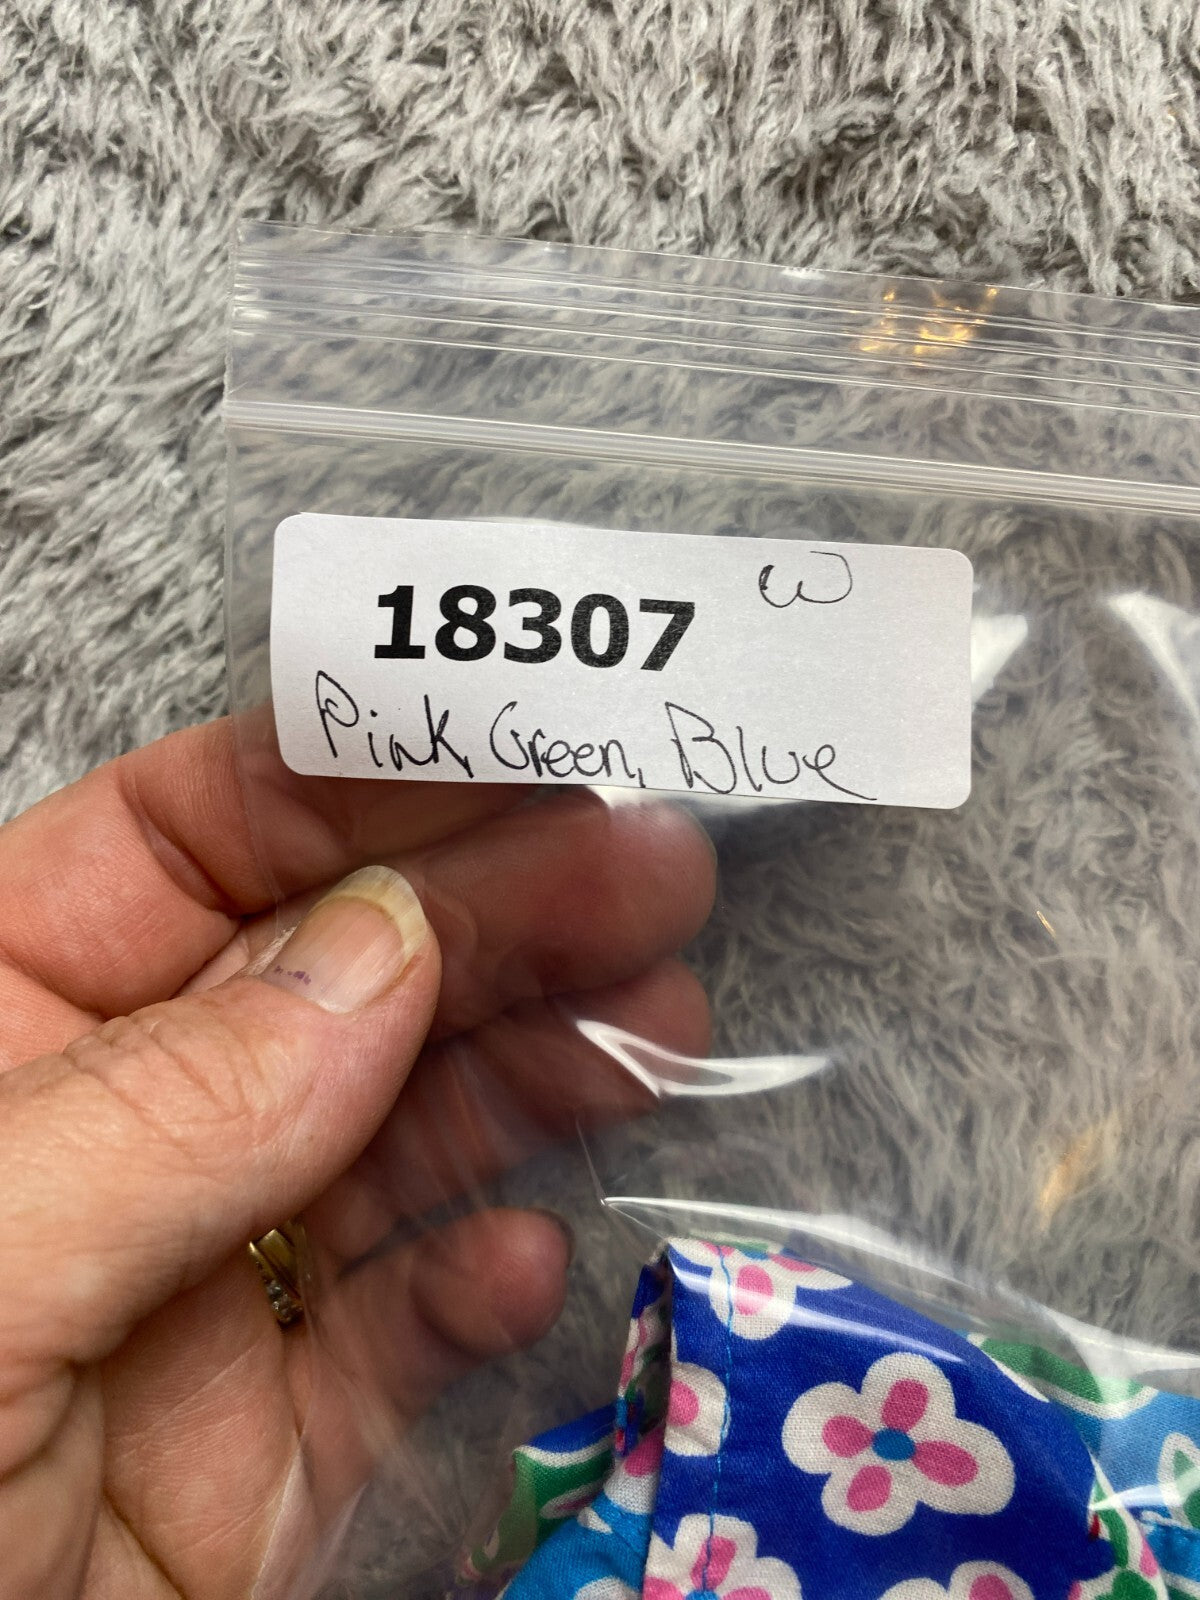 18307 W
Pink, Green, Blue